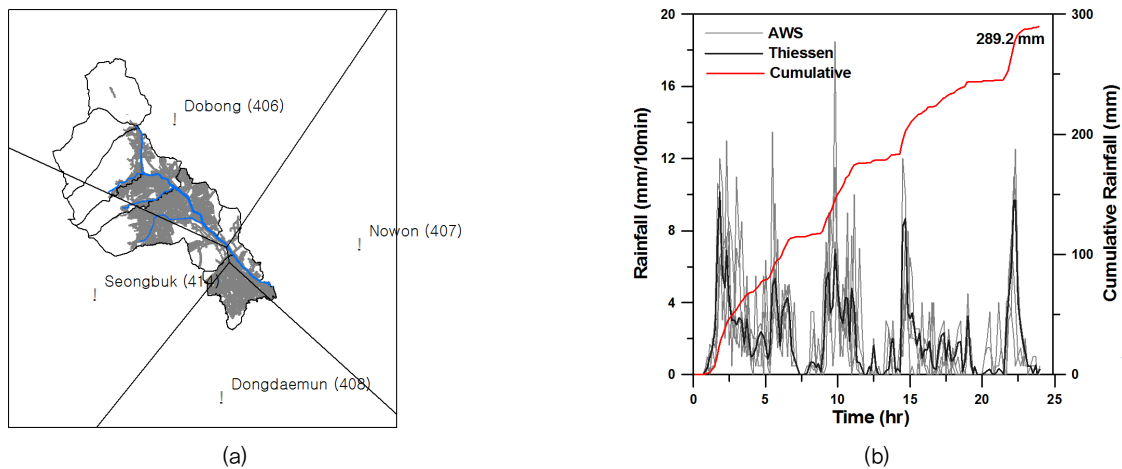 Dobong (406)
Nowon (407)
Seongbuk (414)
Dongdaemun (408)
(a)
20
16
12
8
4
0
Rainfall (mm/10min)
AWS
Thiessen
Cumulative
289.2 mm
300
200
100
0
Cumulative Rainfall (mm)
0
5
10
15
20
25
Time (hr)
(b)